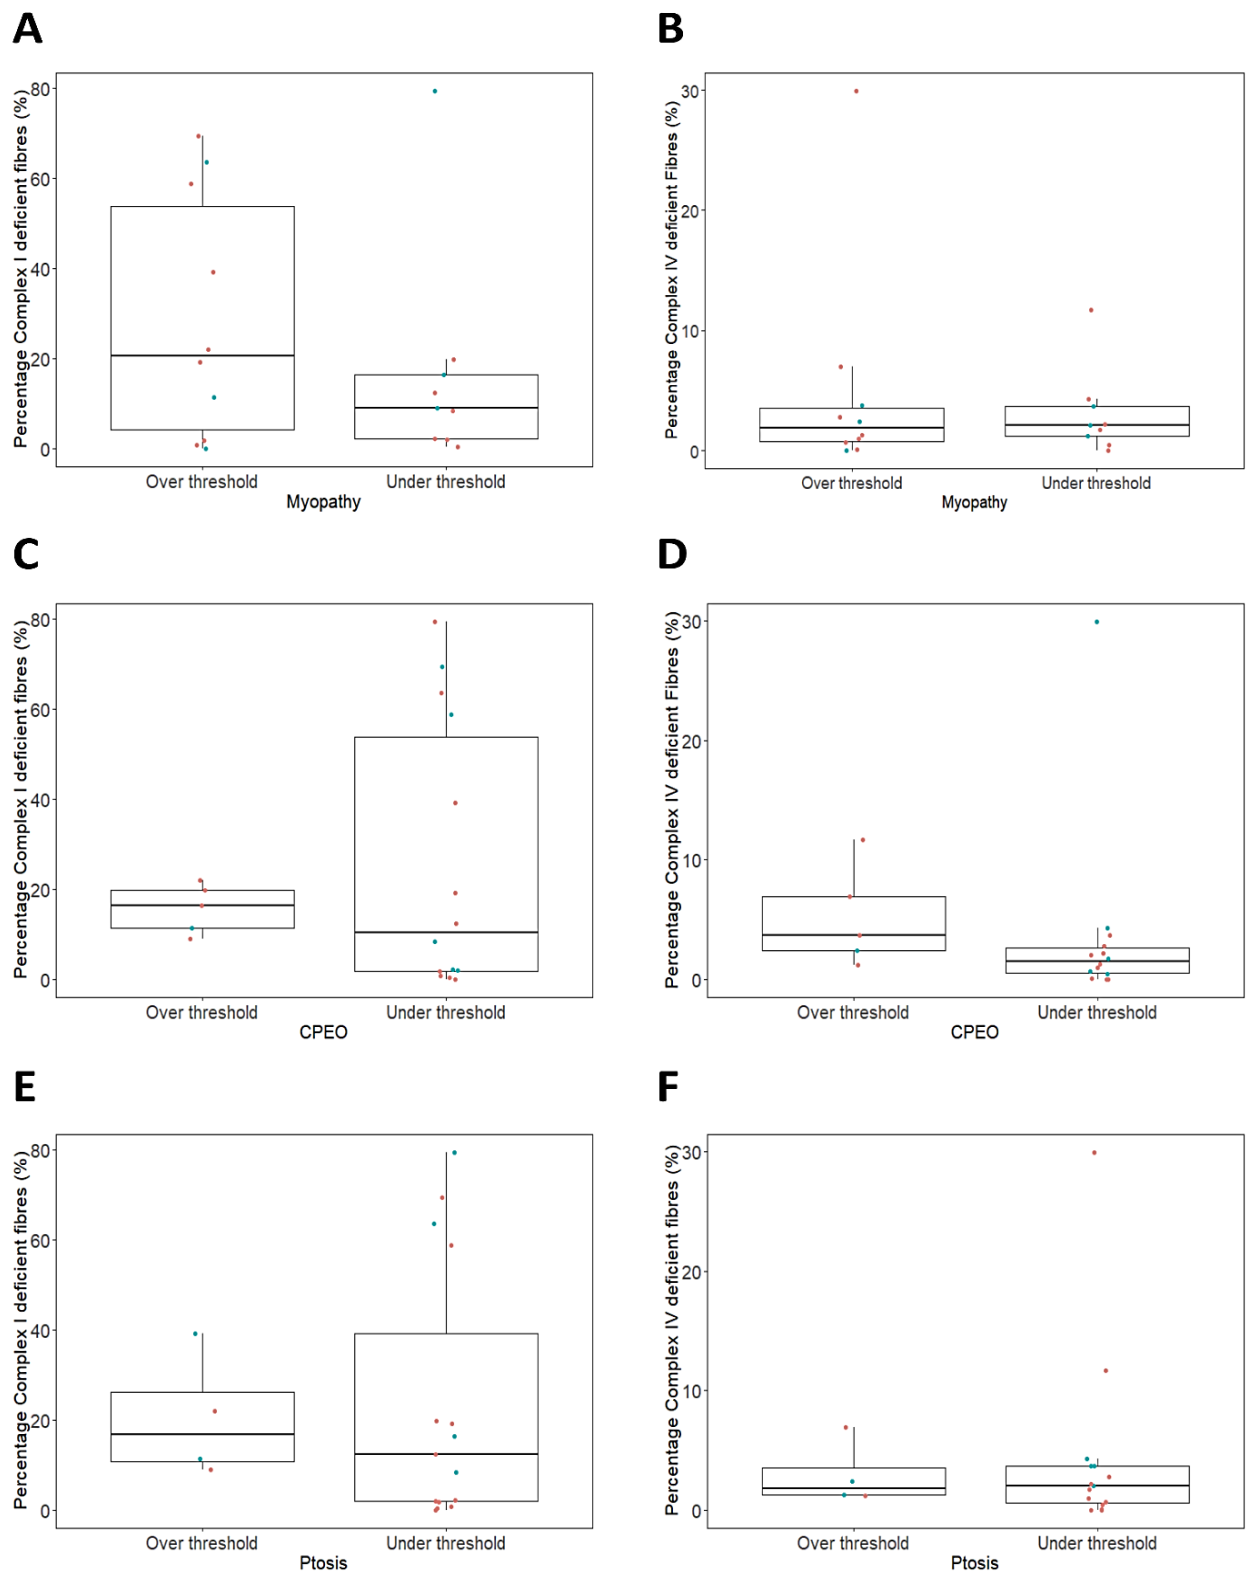 A
Percentage Complex I deficient fibres (%)
80
60
40
20
0
Over threshold Under threshold
Myopathy
B
Percentage Complex IV deficient Fibres (%)
30
20
10
0
Over threshold Under threshold
Myopathy
C
Percentage Complex I deficient fibres (%)
80
60
40
20
0
Over threshold Under threshold
CPEO
D
Percentage Complex IV deficient Fibres (%)
30
20
10
0
Over threshold Under threshold
CPEO
E
Percentage Complex I deficient fibres (%)
80
60
40
20
0
Over threshold Under threshold
Ptosis
F
Percentage Complex IV deficient Fibres (%)
30
20
10
0
Over threshold Under threshold
Ptosis